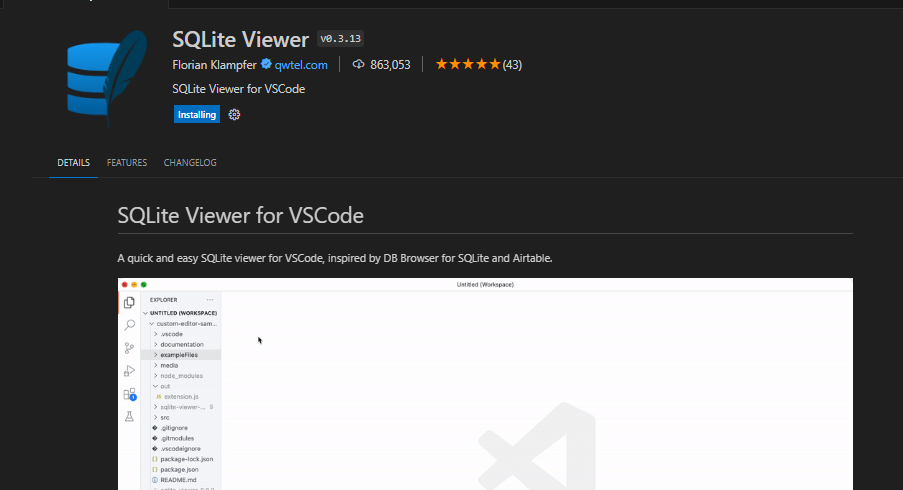 SQLite Viewer v0.3.13
Florian Klampfer qwtel.com 863,053 (43)
SQLite Viewer for VSCode
Installing
DETAILS FEATURES CHANGELOG
SQLite Viewer for VSCode
A quick and easy SQLite viewer for VSCode, inspired by DB Browser for SQLite and Airtable.
Untitled (Workspace)
EXPLORER ...
UNTITLED (WORKSPACE)
custom-editor-sam...
.vscode
documentation
exampleFiles
media
node_modules
out
JS extension.js
sqlite-viewer-... 5
src
.gitignore
.gitmodules
.vscodeignore
package-lock.json
package.json
README.md